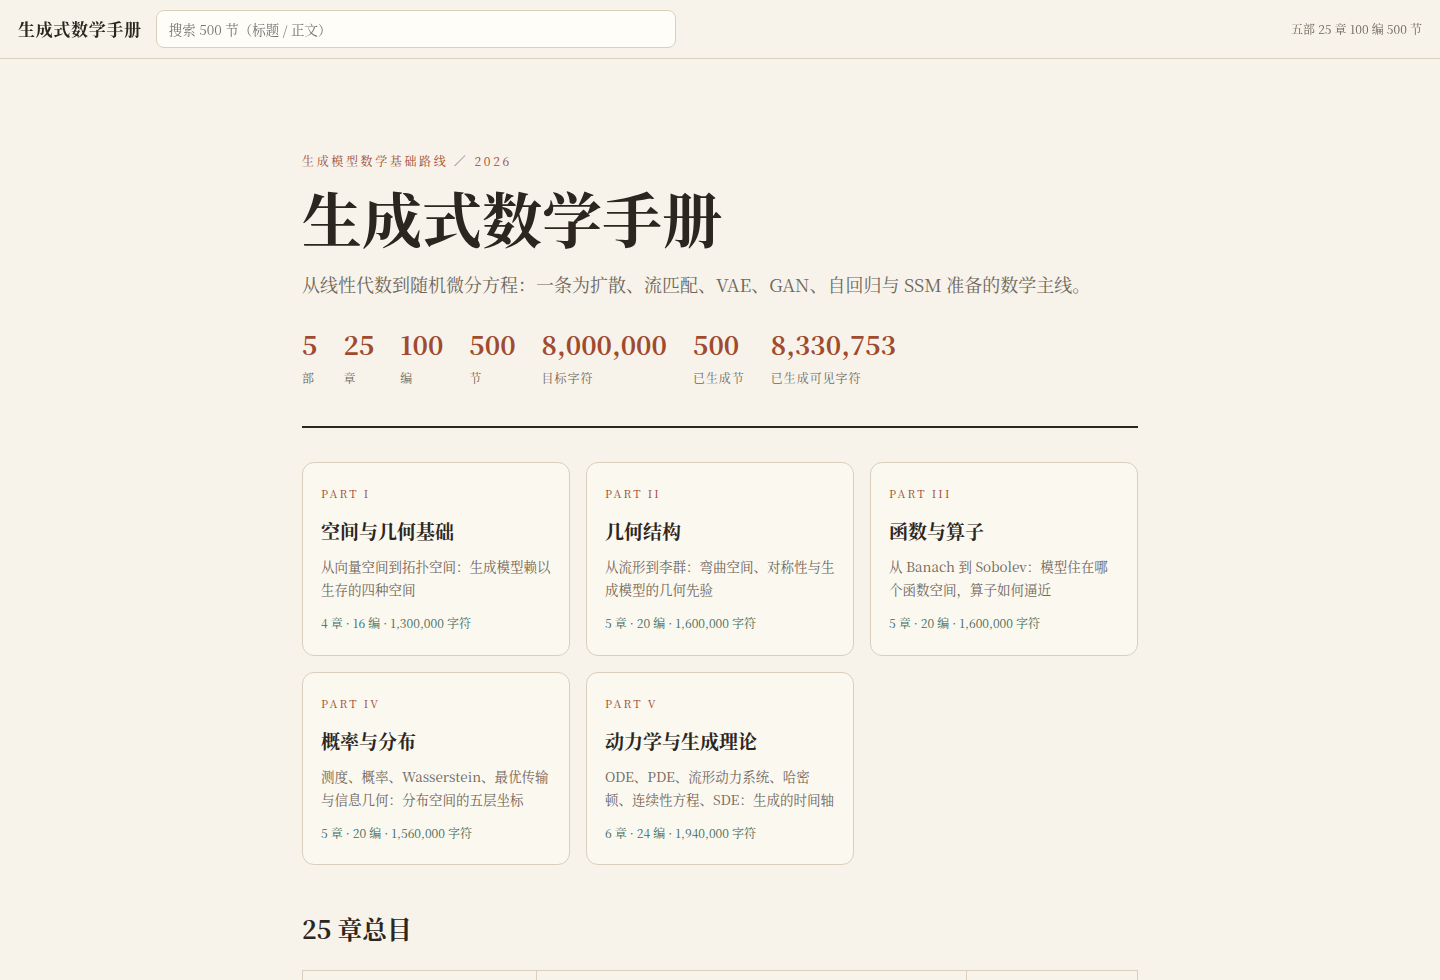 生成式数学手册
搜索 500 节（标题 / 正文）
五部 25 章 100 编 500 节
生成模型数学基础路线 ／ 2026
生成式数学手册
从线性代数到随机微分方程：一条为扩散、流匹配、VAE、GAN、自回归与 SSM 准备的数学主线。
5 25 100 500 8,000,000 500 8,330,753
部 章 编 节 目标字符 已生成节 已生成可见字符
PART I
空间与几何基础
从向量空间到拓扑空间：生成模型赖以
生存的四种空间
4 章 · 16 编 · 1,300,000 字符
PART II
几何结构
从流形到李群：弯曲空间、对称性与生
成模型的几何先验
5 章 · 20 编 · 1,600,000 字符
PART III
函数与算子
从 Banach 到 Sobolev：模型住在哪
个函数空间，算子如何逼近
5 章 · 20 编 · 1,600,000 字符
PART IV
概率与分布
测度、概率、Wasserstein、最优传输
与信息几何：分布空间的五层坐标
5 章 · 20 编 · 1,560,000 字符
PART V
动力学与生成理论
ODE、PDE、流形动力系统、哈密
顿、连续性方程、SDE：生成的时间轴
6 章 · 24 编 · 1,940,000 字符
25 章总目